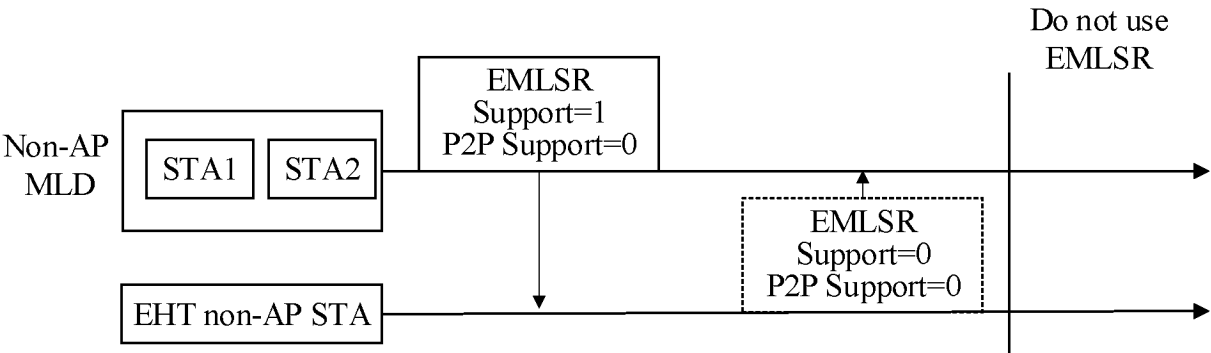 Do not use
EMLSR
EMLSR
Support=1
P2P Support=0
Non-AP
MLD
STA1
STA2
EMLSR
Support=0
P2P Support=0
EHT non-AP STA